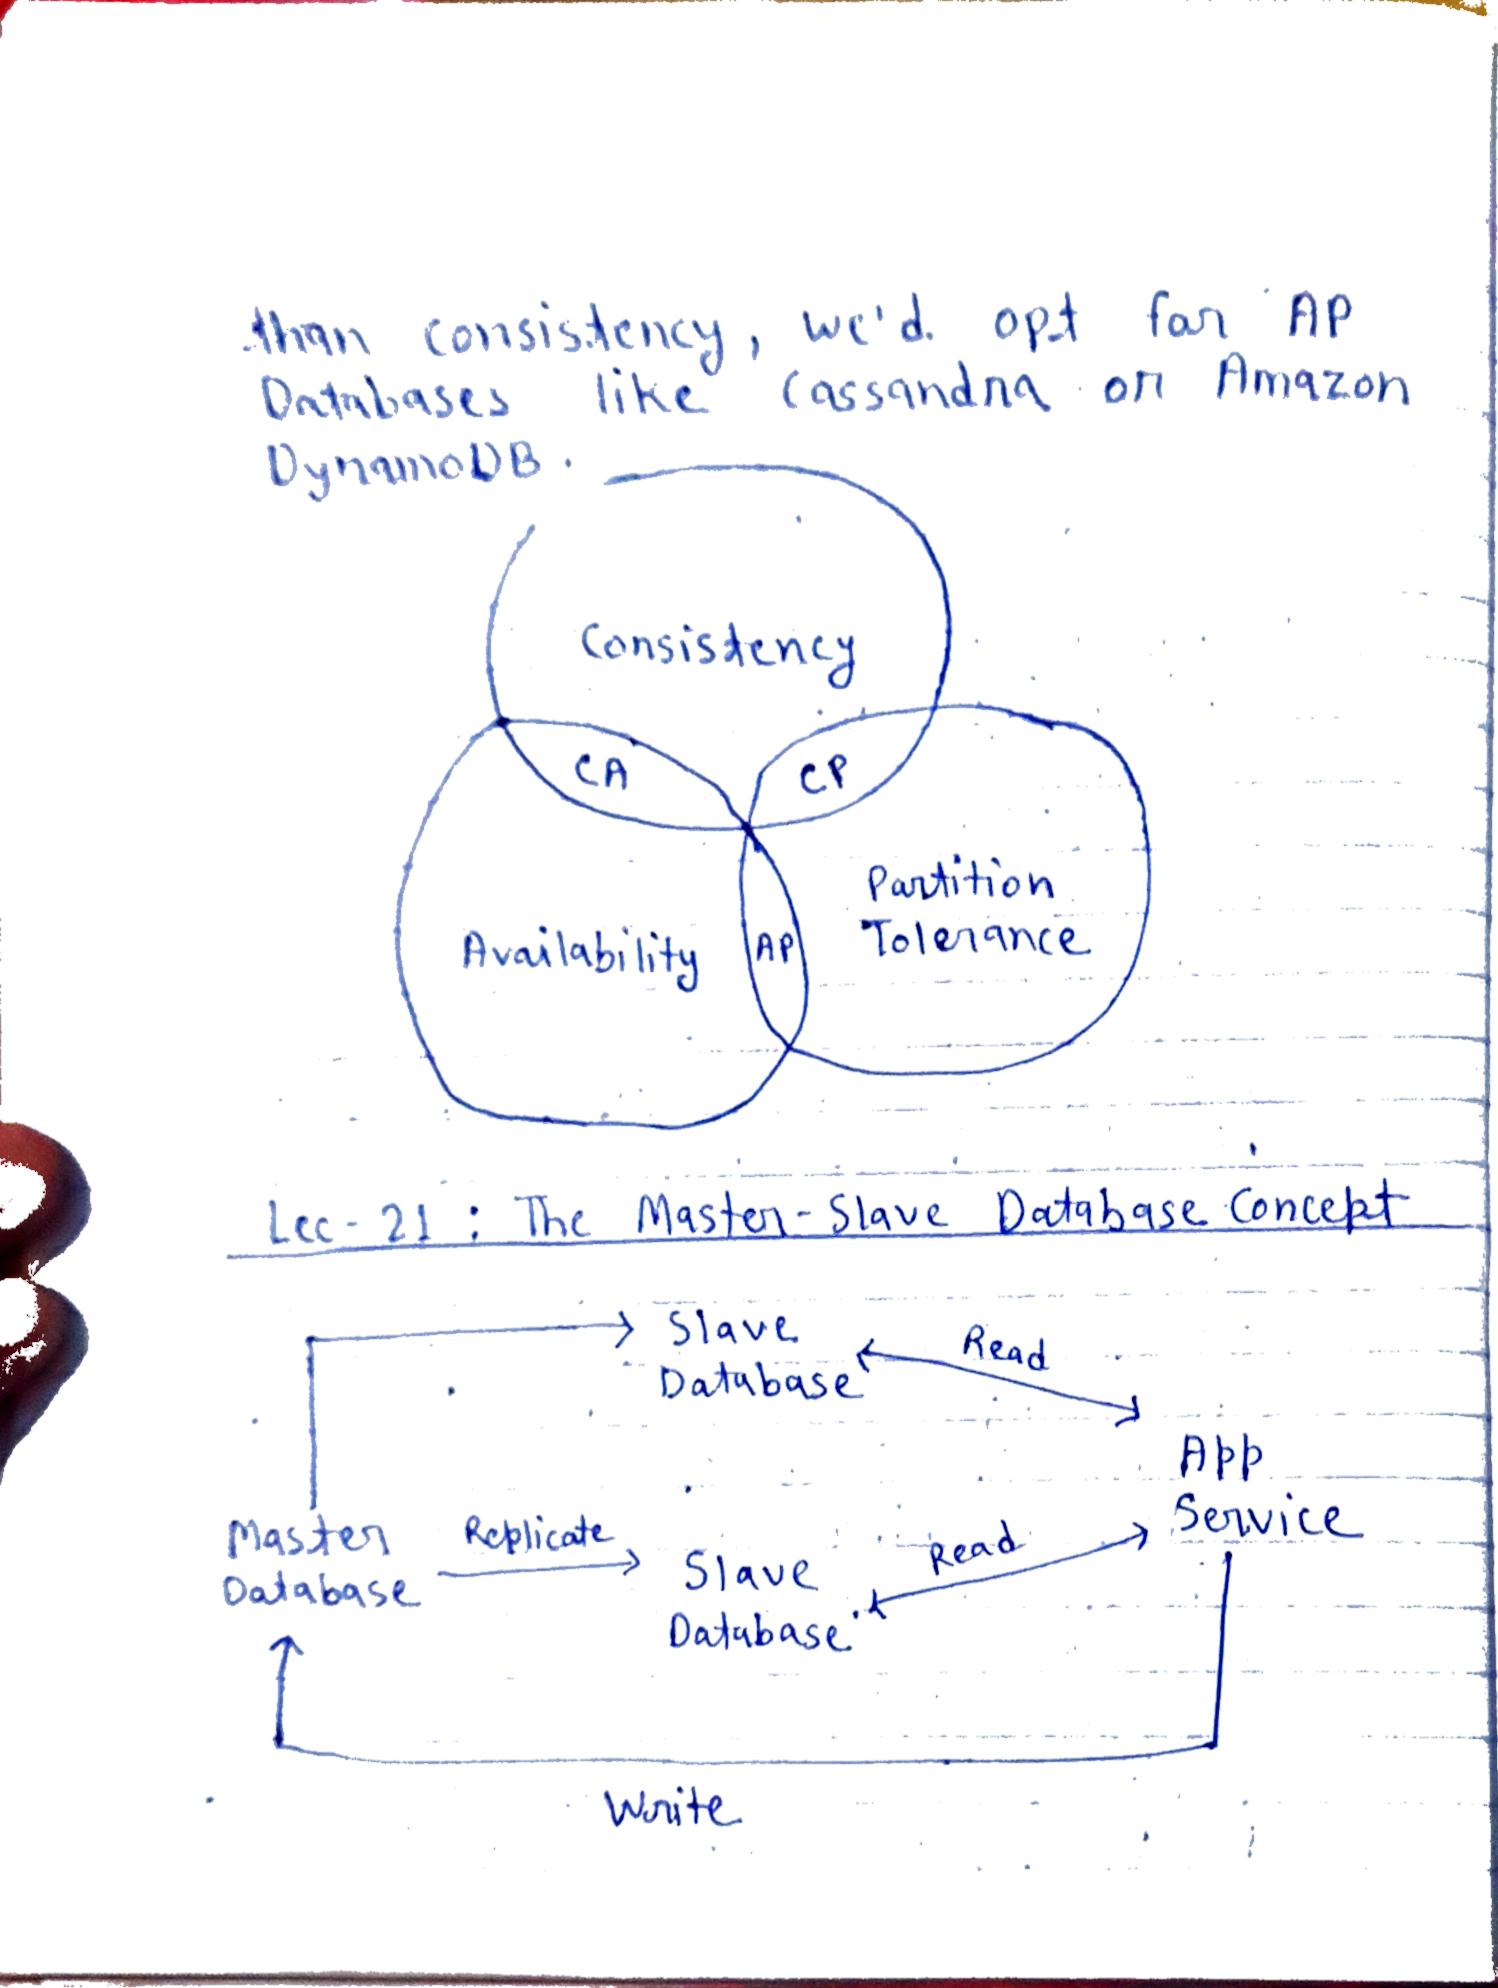 than consistency, we'd opt for AP
Databases like Cassandra or Amazon
DynamoDB.
Consistency
CA
CP
Partition
Tolerance
Availability
AP
Lec-21 : The Master-Slave Database Concept
Slave
Database
Read
App
Service
Master
Database
Replicate
Slave
Database
Read
Write